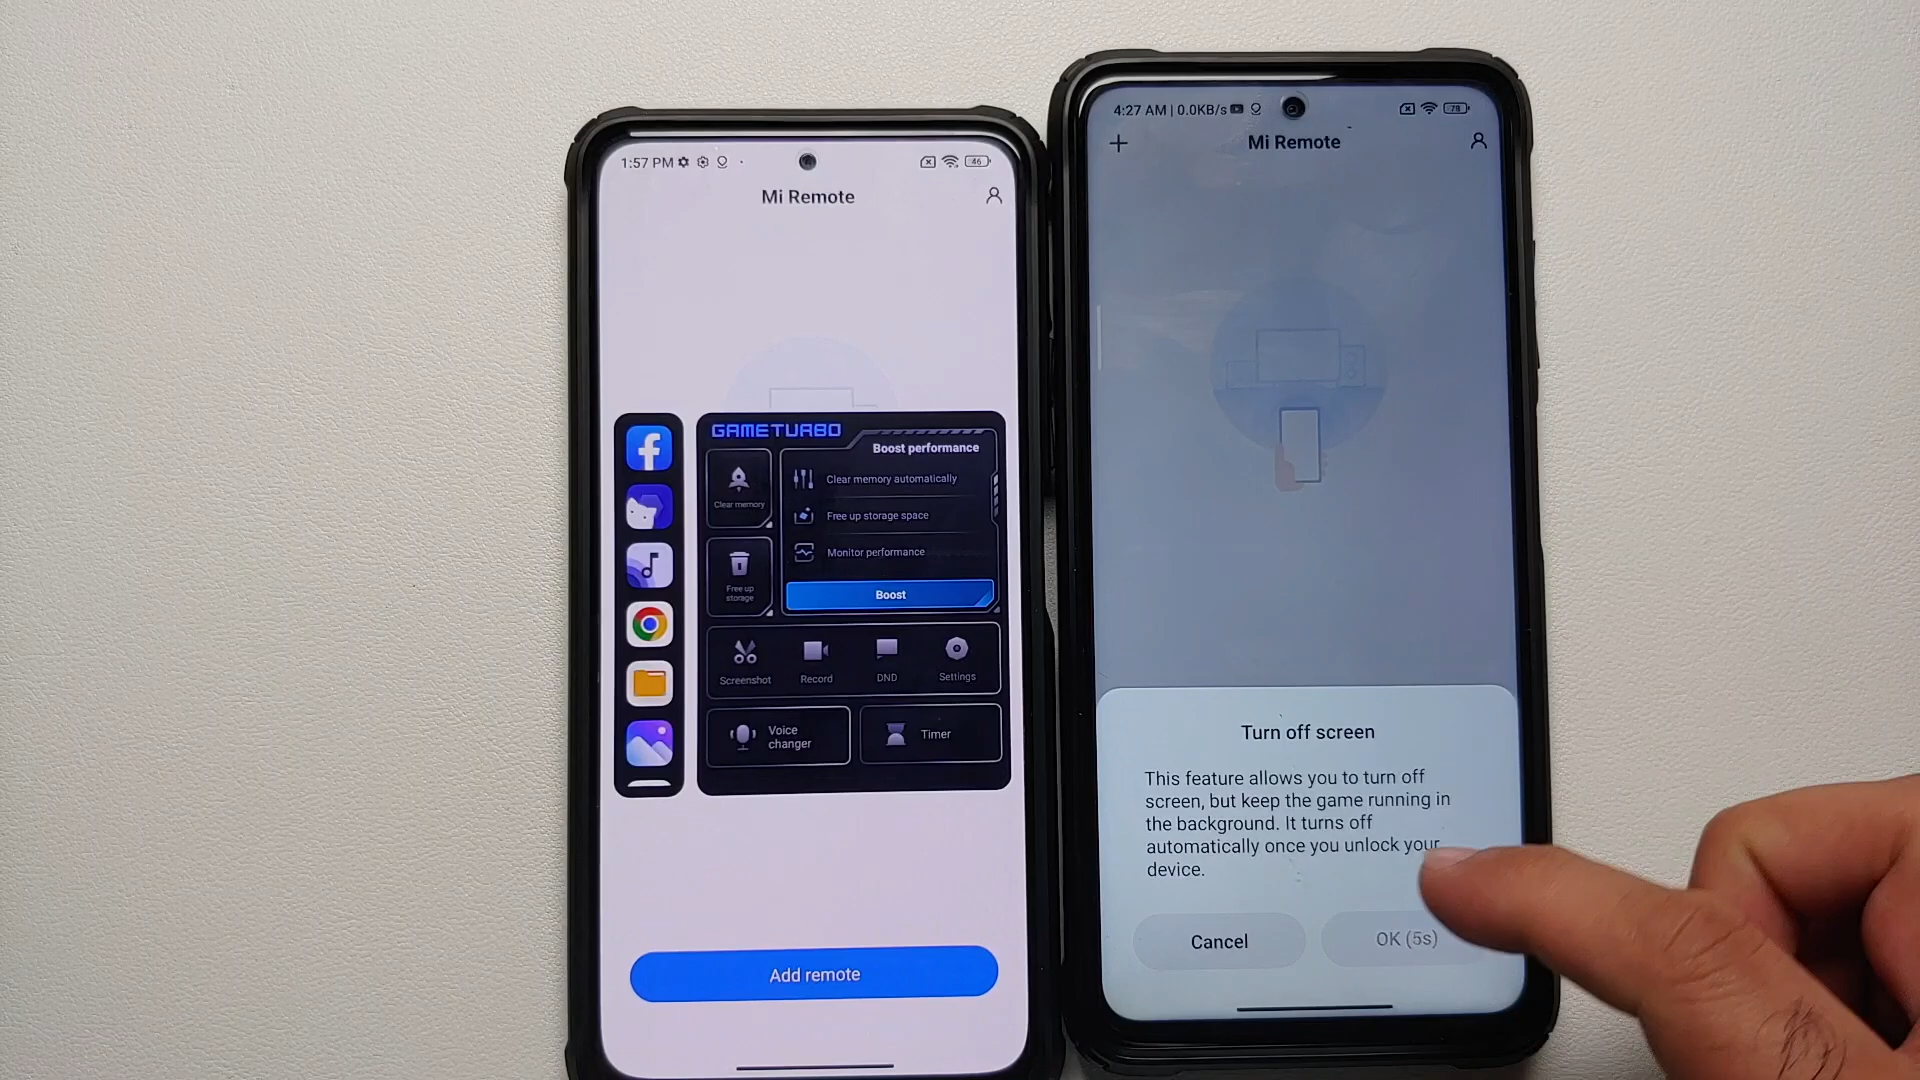 1:57 PM
46
Mi Remote
GAMETURBO
Boost performance
Clear memory
Clear memory automatically
Free up storage space
Monitor performance
Free up
storage
Boost
Screenshot
Record
DND
Settings
Voice
changer
Timer
Add remote
4:27 AM | 0.0KB/s
79
Mi Remote
Turn off screen
This feature allows you to turn off
screen, but keep the game running in
the background. It turns off
automatically once you unlock your
device.
Cancel
OK (5s)